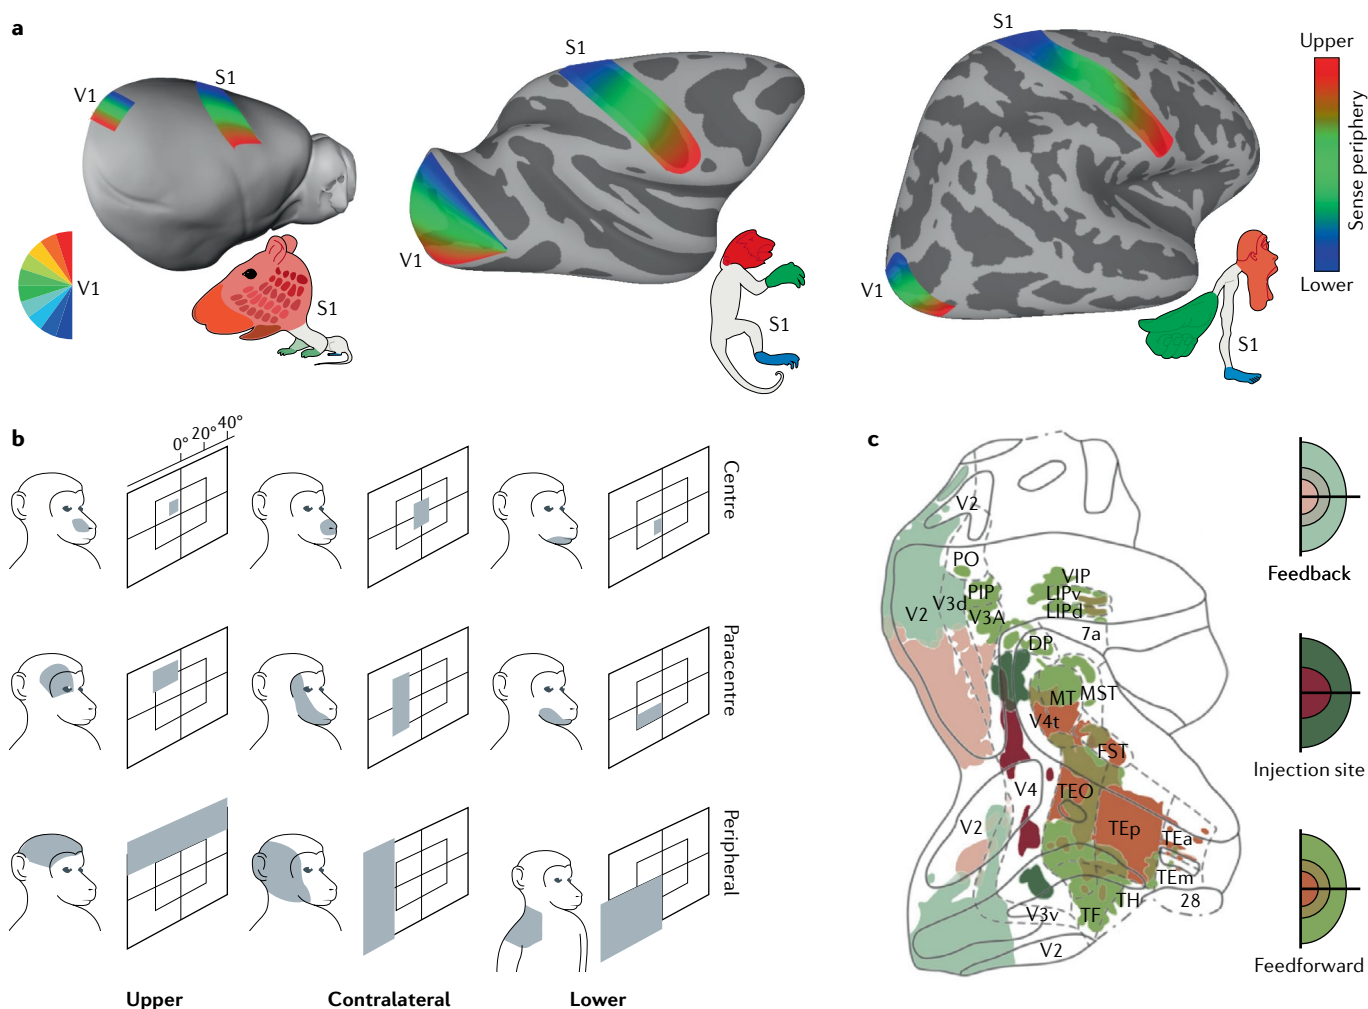 a
S1
S1
S1
V1
V1
V1
V1
S1
S1
S1
Upper
Sense periphery
Lower
b
0° 20° 40°
Centre
Paracentre
Peripheral
Upper
Contralateral
Lower
c
V2
PO
VIP
PIP
LIPv
V3d
LIPd
V2
V3A
7a
DP
MT
MST
V4t
FST
V4
TEO
V2
TEp
TEa
TEm
TH
28
V3v
TF
V2
Feedback
Injection site
Feedforward